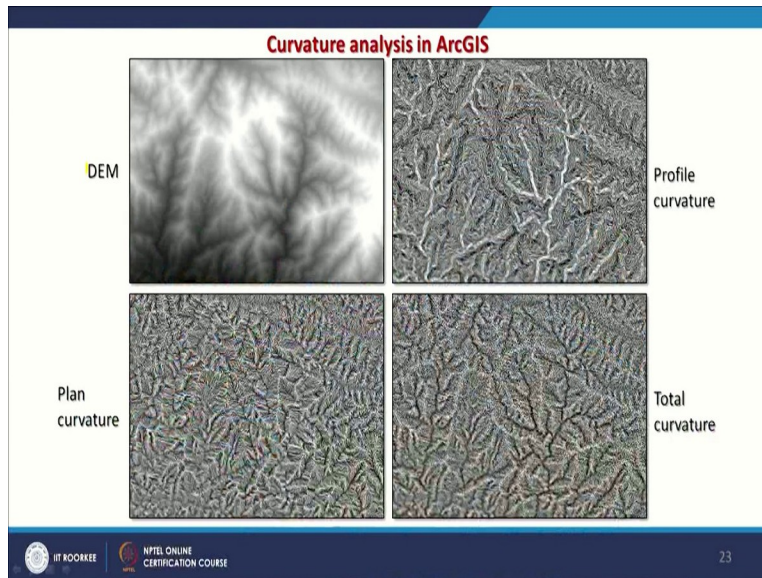 Curvature analysis in ArcGIS
DEM
Profile
curvature
Plan
curvature
Total
curvature
IIT ROORKEE
NPTEL ONLINE
CERTIFICATION COURSE
23